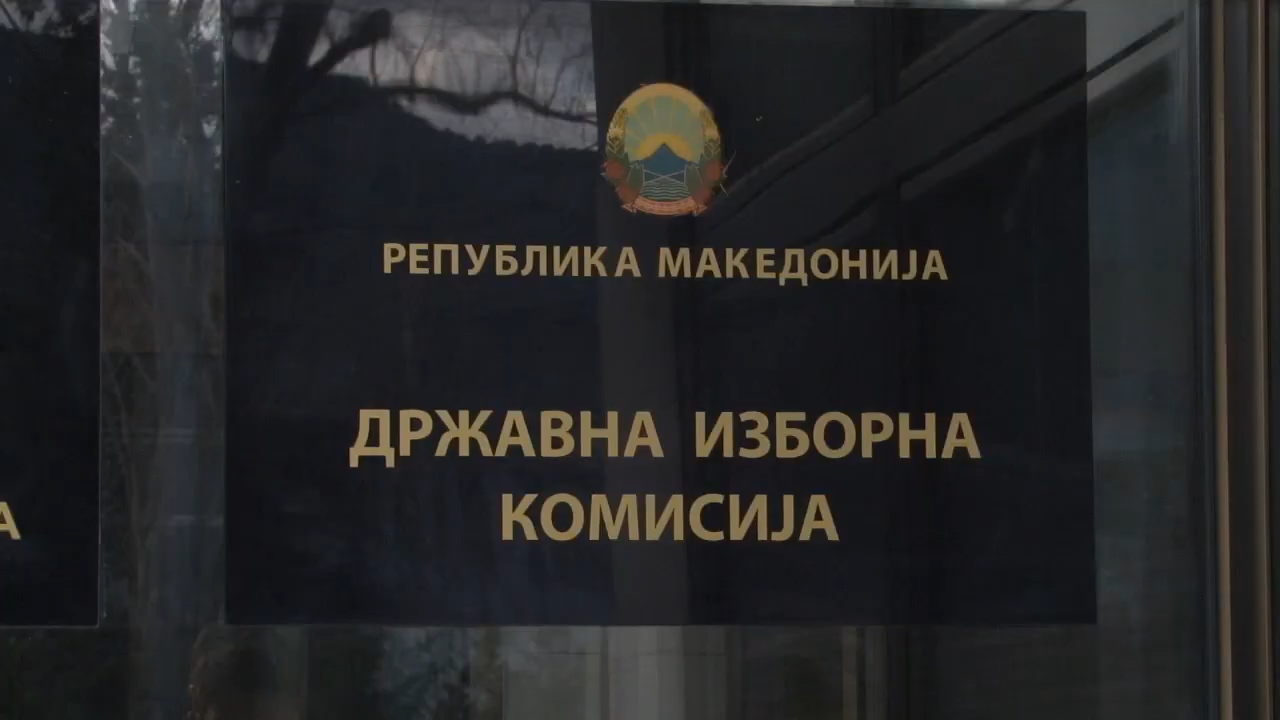 РЕПУБЛИКА МАКЕДОНИЈА
ДРЖАВНА ИЗБОРНА
КОМИСИЈА